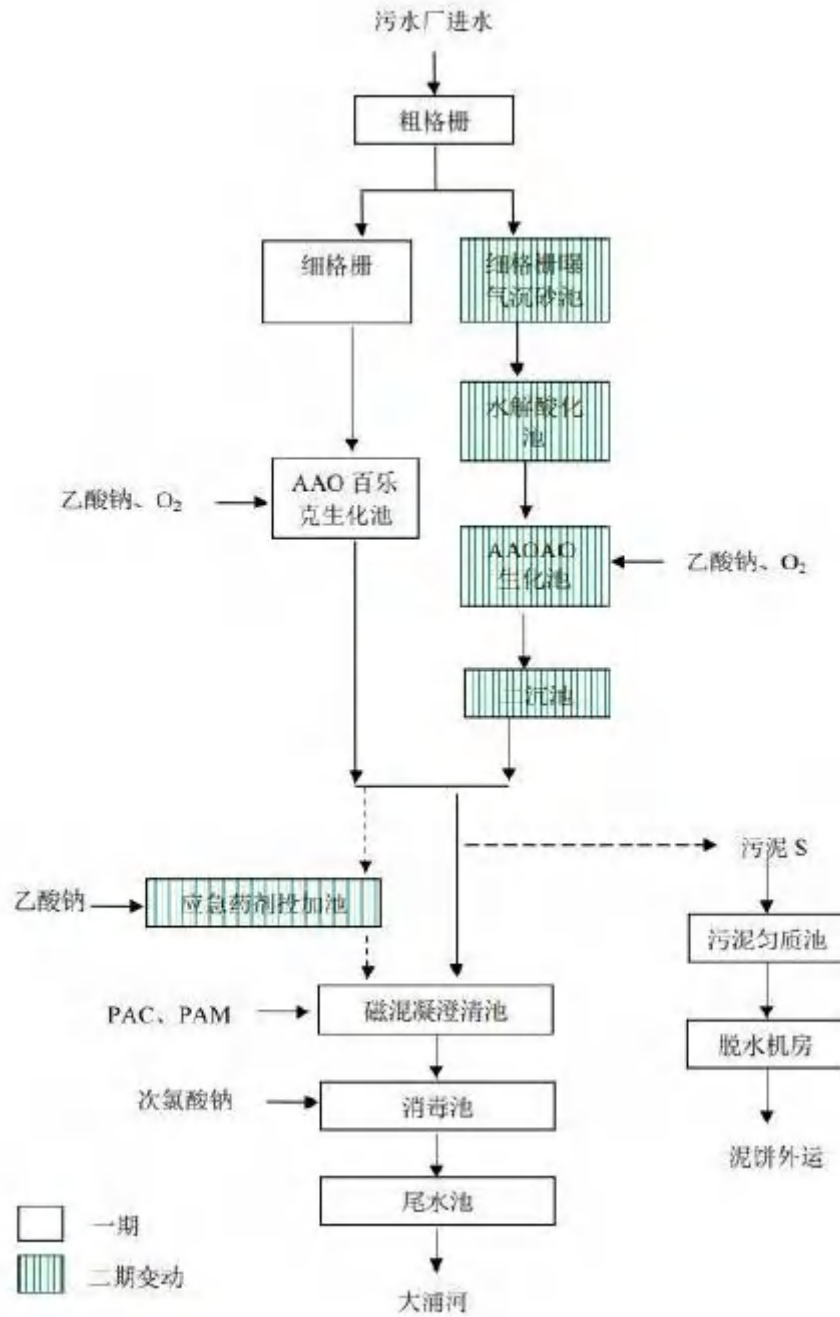 污水厂进水
粗格栅
细格栅
细格栅曝
气沉砂池
水解酸化
池
AAO 百乐
克生化池
乙酸钠、O₂
AAOAO
生化池
乙酸钠、O₂
二沉池
污泥 S
乙酸钠
应急药剂投加池
污泥匀质池
PAC、PAM
磁混凝澄清池
脱水机房
次氯酸钠
消毒池
泥饼外运
尾水池
一期
二期变动
大浦河